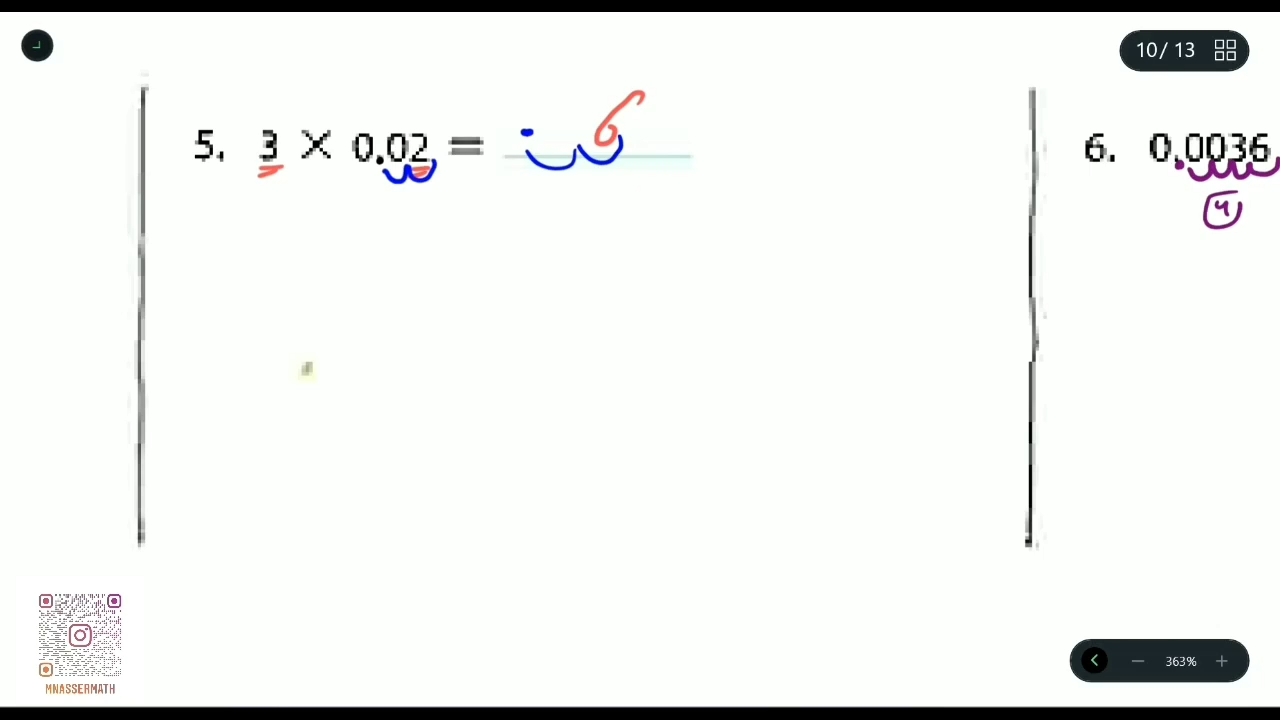 10/ 13
5. 3 × 0.02 = . 6
6. 0.0036
4
MNASSERMATH
363%